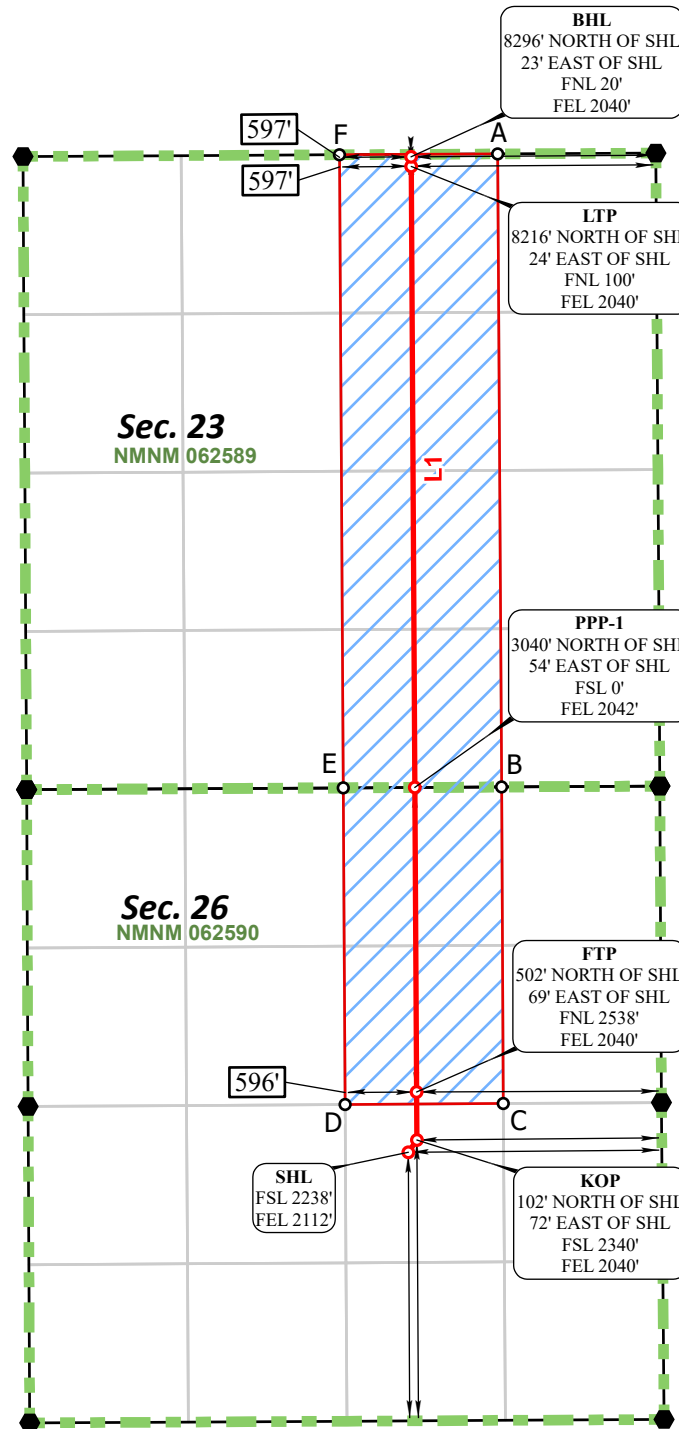 BHL
8296' NORTH OF SHL
23' EAST OF SHL
FNL 20'
FEL 2040'
597'
F
A
597'
LTP
8216' NORTH OF SHL
24' EAST OF SHL
FNL 100'
FEL 2040'
Sec. 23
NMNM 062589
L1
PPP-1
3040' NORTH OF SHL
54' EAST OF SHL
FSL 0'
FEL 2042'
E
B
Sec. 26
NMNM 062590
FTP
502' NORTH OF SHL
69' EAST OF SHL
FNL 2538'
FEL 2040'
596'
D
C
SHL
FSL 2238'
FEL 2112'
KOP
102' NORTH OF SHL
72' EAST OF SHL
FSL 2340'
FEL 2040'